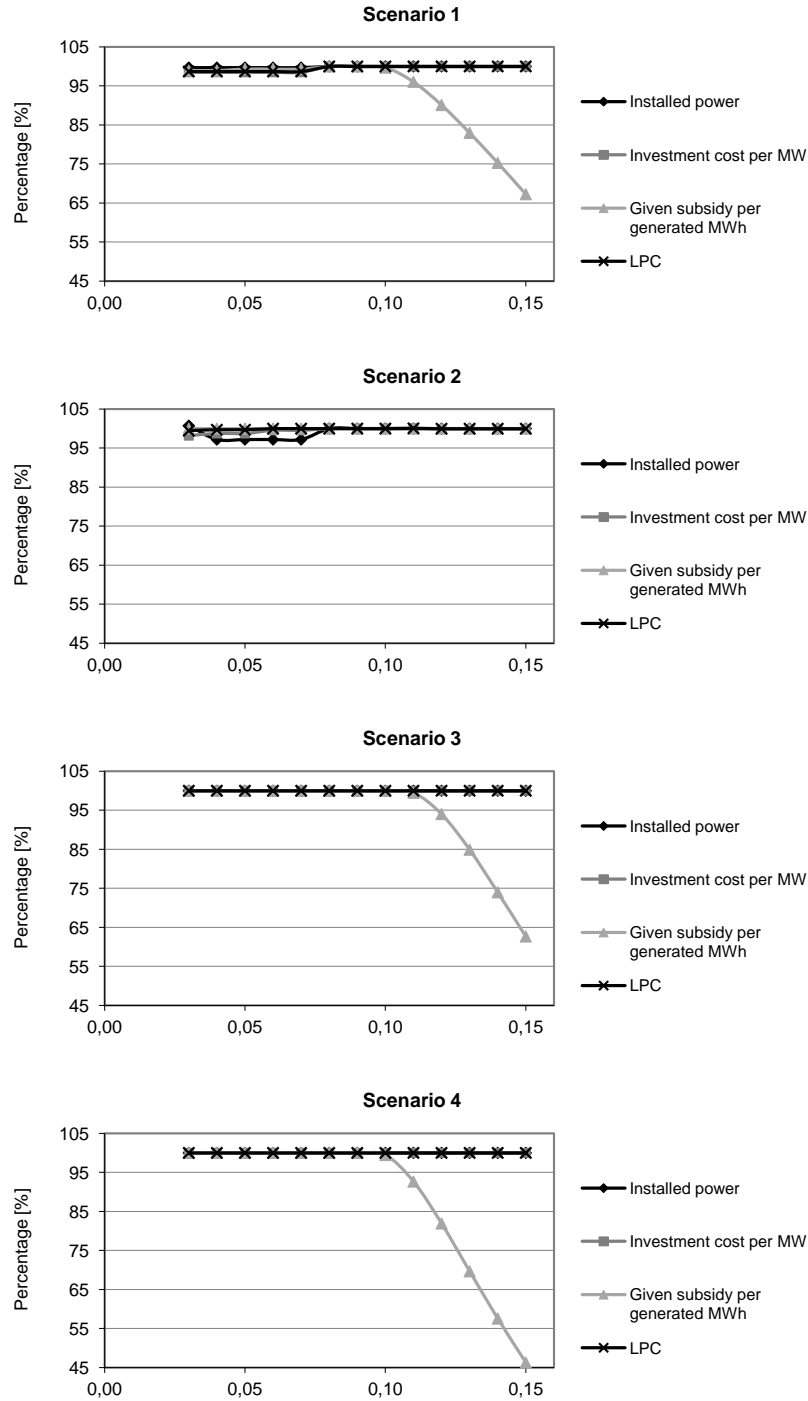 Scenario 1
Percentage [%]
105
95
85
75
65
55
45
0,00
0,05
0,10
0,15
Installed power
Investment cost per MW
Given subsidy per
generated MWh
LPC
Scenario 2
Percentage [%]
105
95
85
75
65
55
45
0,00
0,05
0,10
0,15
Installed power
Investment cost per MW
Given subsidy per
generated MWh
LPC
Scenario 3
Percentage [%]
105
95
85
75
65
55
45
0,00
0,05
0,10
0,15
Installed power
Investment cost per MW
Given subsidy per
generated MWh
LPC
Scenario 4
Percentage [%]
105
95
85
75
65
55
45
0,00
0,05
0,10
0,15
Installed power
Investment cost per MW
Given subsidy per
generated MWh
LPC